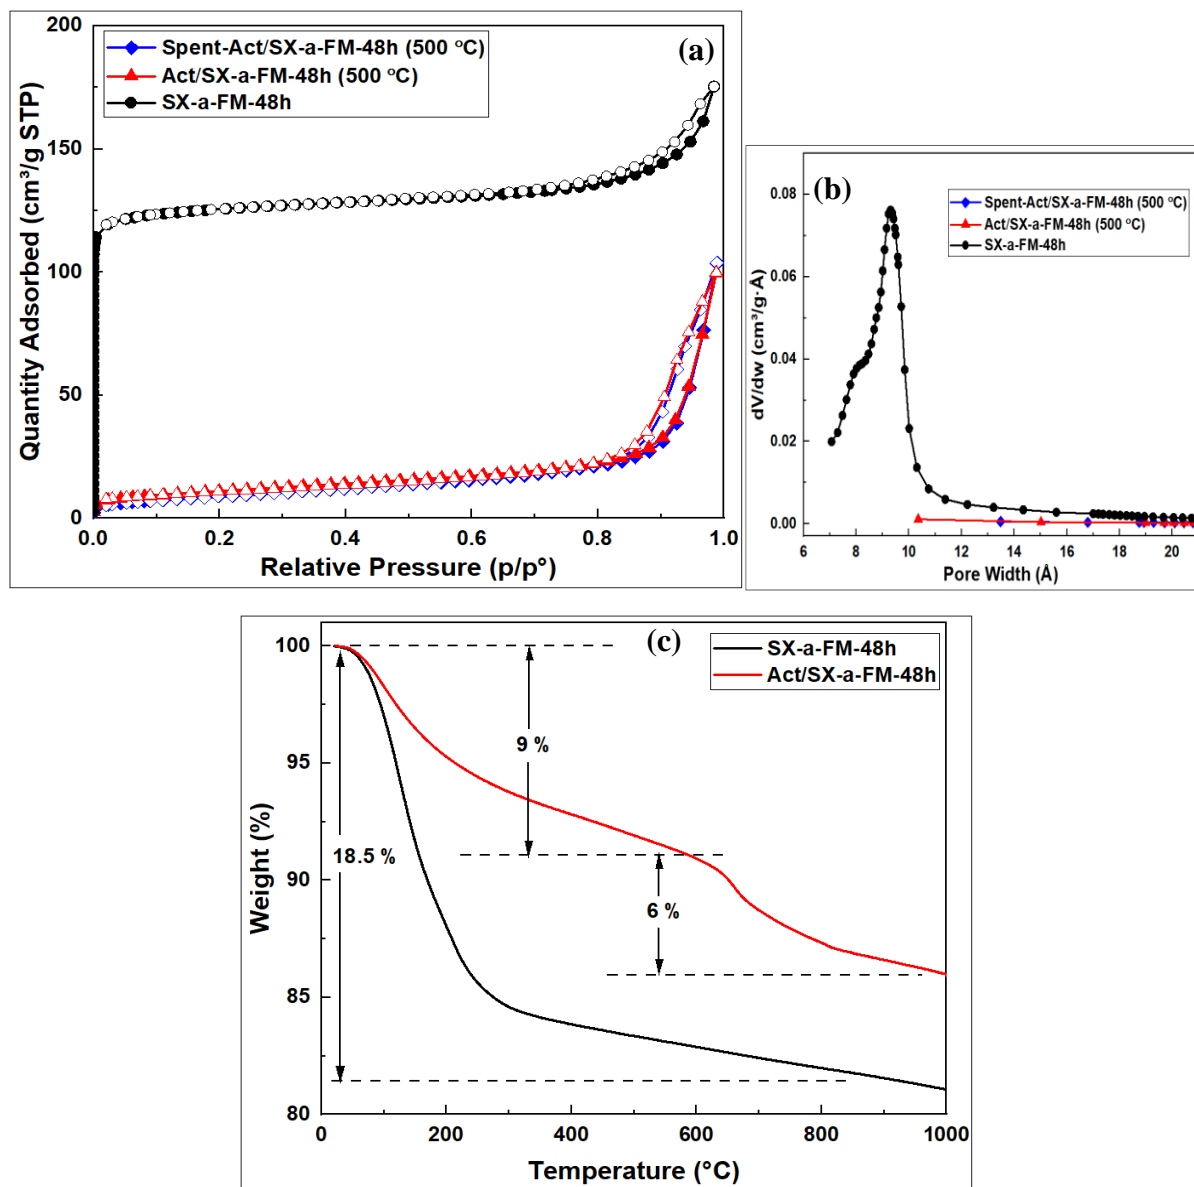 (a)
Spent-Act/SX-a-FM-48h (500 °C)
Act/SX-a-FM-48h (500 °C)
SX-a-FM-48h
Quantity Adsorbed (cm³/g STP)
200
150
100
50
0
0.0 0.2 0.4 0.6 0.8 1.0
Relative Pressure (p/p°)
(b)
Spent-Act/SX-a-FM-48h (500 °C)
Act/SX-a-FM-48h (500 °C)
SX-a-FM-48h
dV/dw (cm³/g·Å)
0.08
0.06
0.04
0.02
0.00
6 8 10 12 14 16 18 20
Pore Width (Å)
(c)
SX-a-FM-48h
Act/SX-a-FM-48h
Weight (%)
100
95
90
85
80
9 %
18.5 %
6 %
0 200 400 600 800 1000
Temperature (°C)